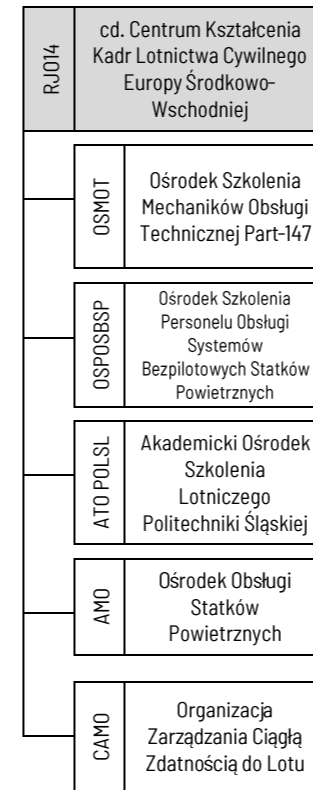 RJO14
cd. Centrum Kształcenia
Kadr Lotnictwa Cywilnego
Europy Środkowo-
Wschodniej
OSMOT
Ośrodek Szkolenia
Mechaników Obsługi
Technicznej Part-147
OSPOSBSP
Ośrodek Szkolenia
Personelu Obsługi
Systemów
Bezpilotowych Statków
Powietrznych
ATO POLSL
Akademicki Ośrodek
Szkolenia
Lotniczego
Politechniki Śląskiej
AMO
Ośrodek Obsługi
Statków
Powietrznych
CAMO
Organizacja
Zarządzania Ciągłą
Zdatnością do Lotu